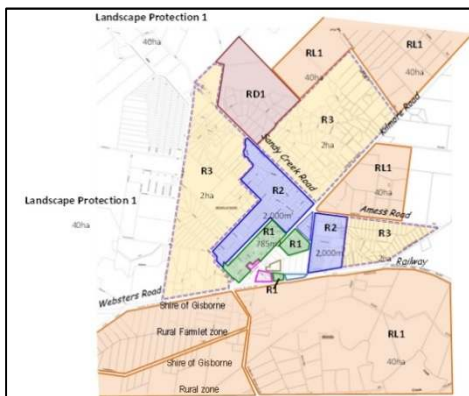 Landscape Protection 1
40ha
RL1
40ha
RL1
40ha
RD1
R3
2ha
Kilmore Road
Sandy Creek Road
R3
2ha
RL1
40ha
Landscape Protection 1
40ha
R2
2,000m
Amess Road
R1
785m
R1
R2
2,000m
R3
Railway
Websters Road
R1
Shire of Gisborne
Rural Famlet zone
RL1
40ha
Shire of Gisborne
Rural zone